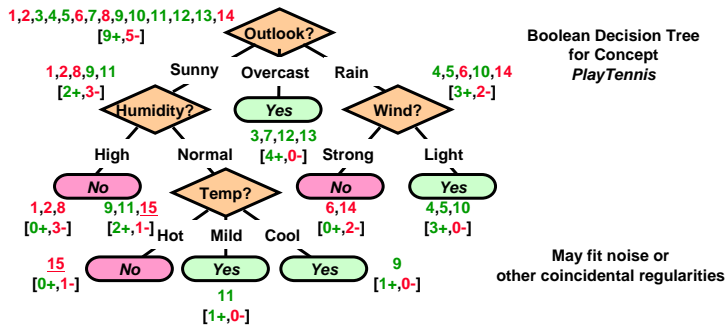 1,2,3,4,5,6,7,8,9,10,11,12,13,14
[9+,5-]
Outlook?
Boolean Decision Tree
for Concept
PlayTennis
Sunny Overcast Rain
1,2,8,9,11
[2+,3-]
4,5,6,10,14
[3+,2-]
Humidity?
Yes
Wind?
3,7,12,13
[4+,0-]
High Normal Strong Light
No
Temp?
No
Yes
1,2,8
[0+,3-]
9,11,15
[2+,1-]
6,14
[0+,2-]
4,5,10
[3+,0-]
Hot Mild Cool
15
[0+,1-]
No
Yes
Yes
9
[1+,0-]
11
[1+,0-]
May fit noise or
other coincidental regularities